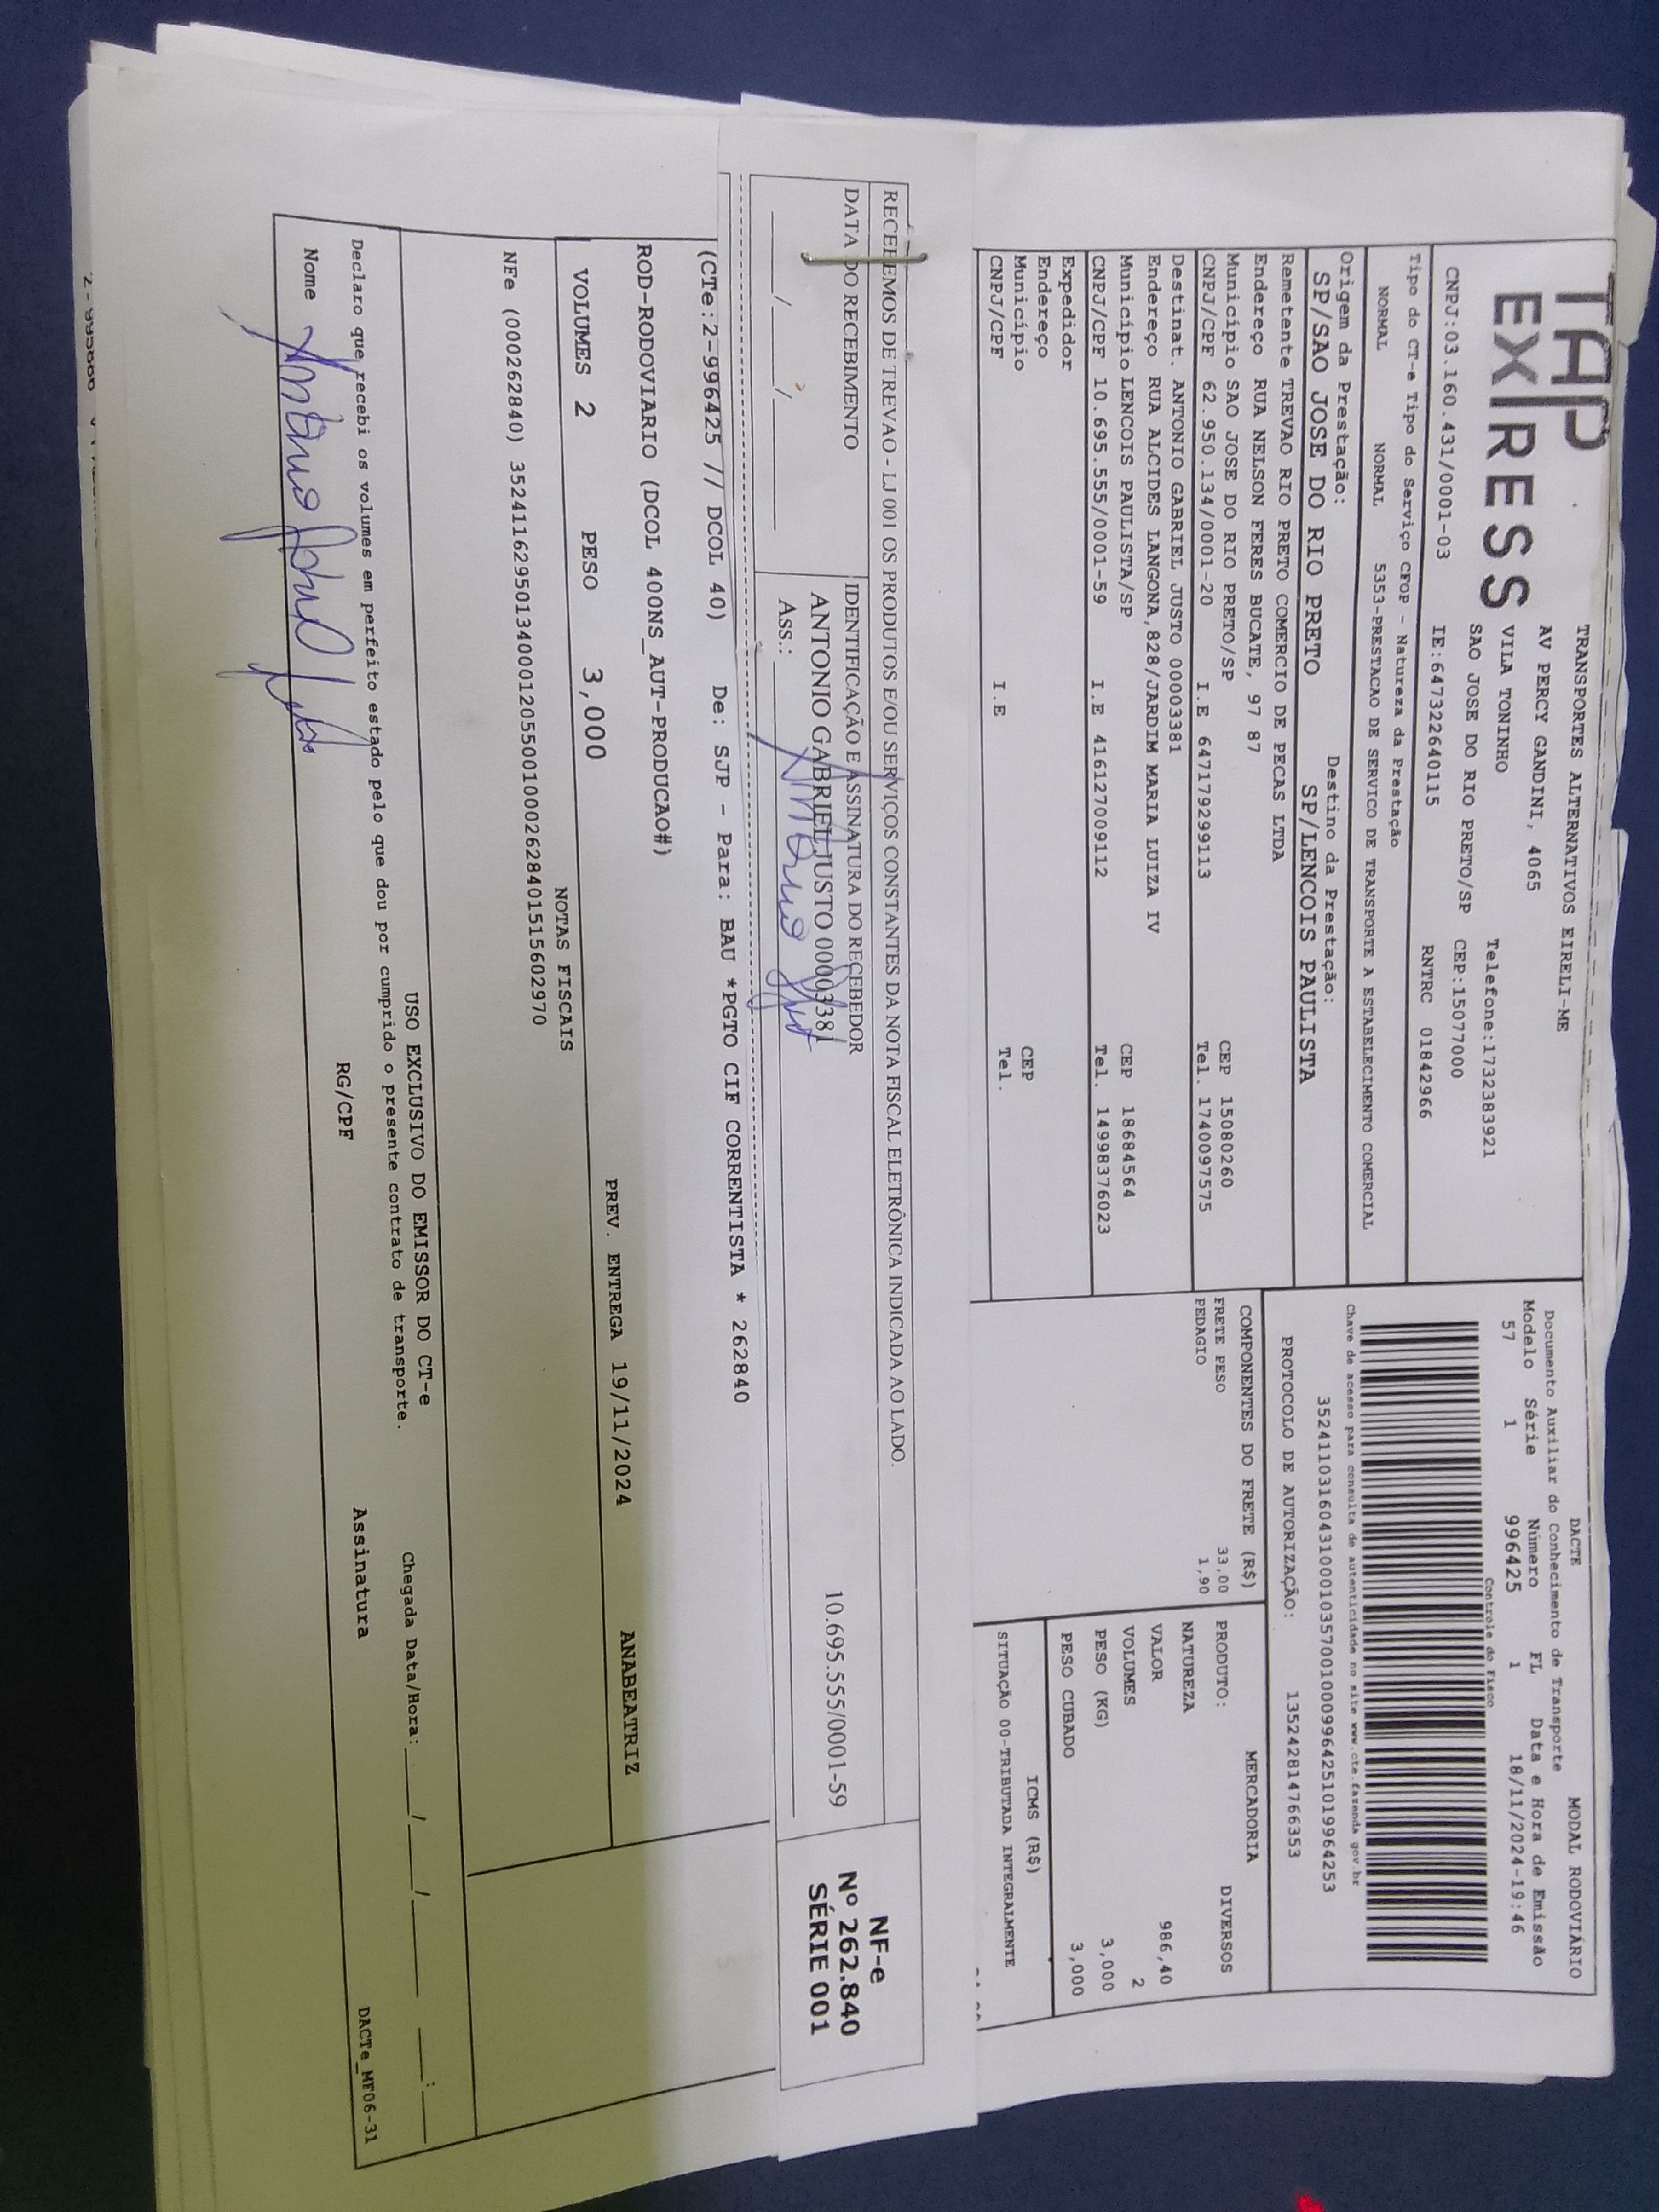 TAP
EXPRESS
TRANSPORTES ALTERNATIVOS EIRELI-ME
AV PERCY GANDINI, 4065
VILA TONINHO Telefone:1732383921
SAO JOSE DO RIO PRETO/SP CEP:15077000
CNPJ:03.160.431/0001-03 IE:647322640115 RNTRC 01842966
Tipo do CT-e Tipo do Serviço CFOP - Natureza da Prestação
NORMAL NORMAL 5353-PRESTACAO DE SERVICO DE TRANSPORTE A ESTABELECIMENTO COMERCIAL
Origem da Prestação: Destino da Prestação:
SP/SAO JOSE DO RIO PRETO SP/LENCOIS PAULISTA
Remetente TREVAO RIO PRETO COMERCIO DE PECAS LTDA
Endereço RUA NELSON FERES BUCATE, 97 87
Município SAO JOSE DO RIO PRETO/SP CEP 15080260
CNPJ/CPF 62.950.134/0001-20 I.E 647179299113 Tel. 1740097575
Destinat. ANTONIO GABRIEL JUSTO 00003381
Endereço RUA ALCIDES LANGONA,828/JARDIM MARIA LUIZA IV
Município LENCOIS PAULISTA/SP CEP 18684564
CNPJ/CPF 10.695.555/0001-59 I.E 416127009112 Tel. 14998376023
Expedidor
Endereço
Município CEP
CNPJ/CPF I.E Tel.
DACTE MODAL RODOVIÁRIO
Documento Auxiliar do Conhecimento de Transporte
Modelo Série Número FL Data e Hora de Emissão
57 1 996425 1 18/11/2024-19:46
Controle do Fisco
Chave de acesso para consulta de autenticidade no site www.cte.fazenda.gov.br
35241103160431000103570010009964251019964253
PROTOCOLO DE AUTORIZAÇÃO: 135242814766353
COMPONENTES DO FRETE (R$)
FRETE PESO 33,00
PEDAGIO 1,90
MERCADORIA
PRODUTO: DIVERSOS
NATUREZA
VALOR 986,40
VOLUMES 2
PESO (KG) 3,000
PESO CUBADO 3,000
ICMS (R$)
SITUAÇÃO 00-TRIBUTADA INTEGRALMENTE
RECEBEMOS DE TREVAO - LJ 001 OS PRODUTOS E/OU SERVIÇOS CONSTANTES DA NOTA FISCAL ELETRÔNICA INDICADA AO LADO.
DATA DO RECEBIMENTO IDENTIFICAÇÃO E ASSINATURA DO RECEBEDOR
ANTONIO GABRIEL JUSTO 00003381 10.695.555/0001-59
____/____/________ Ass.: Antonio
NF-e
Nº 262.840
SÉRIE 001
(CTe:2-996425 // DCOL 40) De: SJP - Para: BAU *PGTO CIF CORRENTISTA * 262840
ROD-RODOVIARIO (DCOL 400NS_AUT-PRODUCAO#)
VOLUMES 2 PESO 3,000 PREV. ENTREGA 19/11/2024 ANABEATRIZ
NOTAS FISCAIS
NFe (000262840) 35241162950134000120550010002628401515602970
USO EXCLUSIVO DO EMISSOR DO CT-e Chegada Data/Hora:____/____/______ ___:___
Declaro que recebi os volumes em perfeito estado pelo que dou por cumprido o presente contrato de transporte.
Nome Antonio Gabriel Justo RG/CPF Assinatura
DACTe_MF06-31